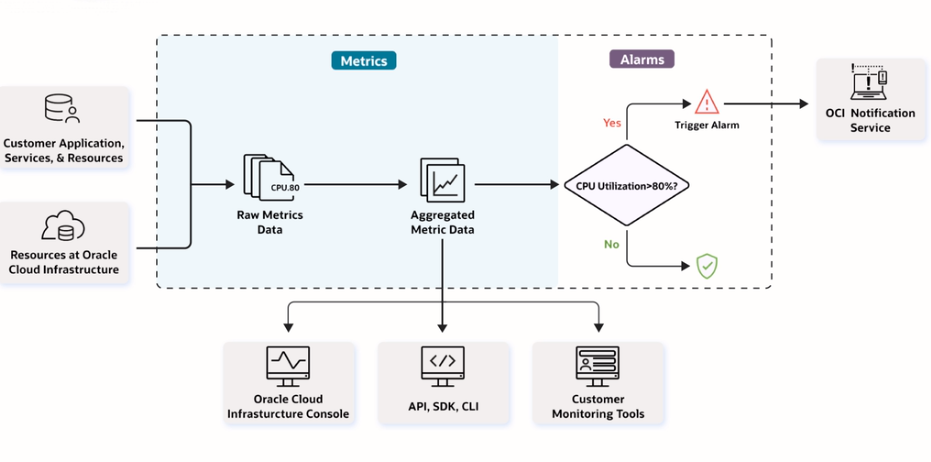 Metrics
Alarms
Customer Application,
Services, & Resources
Resources at Oracle
Cloud Infrastructure
CPU.80
Raw Metrics
Data
Aggregated
Metric Data
CPU Utilization>80%?
Yes
Trigger Alarm
No
OCI Notification
Service
Oracle Cloud
Infrasturcture Console
API, SDK, CLI
Customer
Monitoring Tools